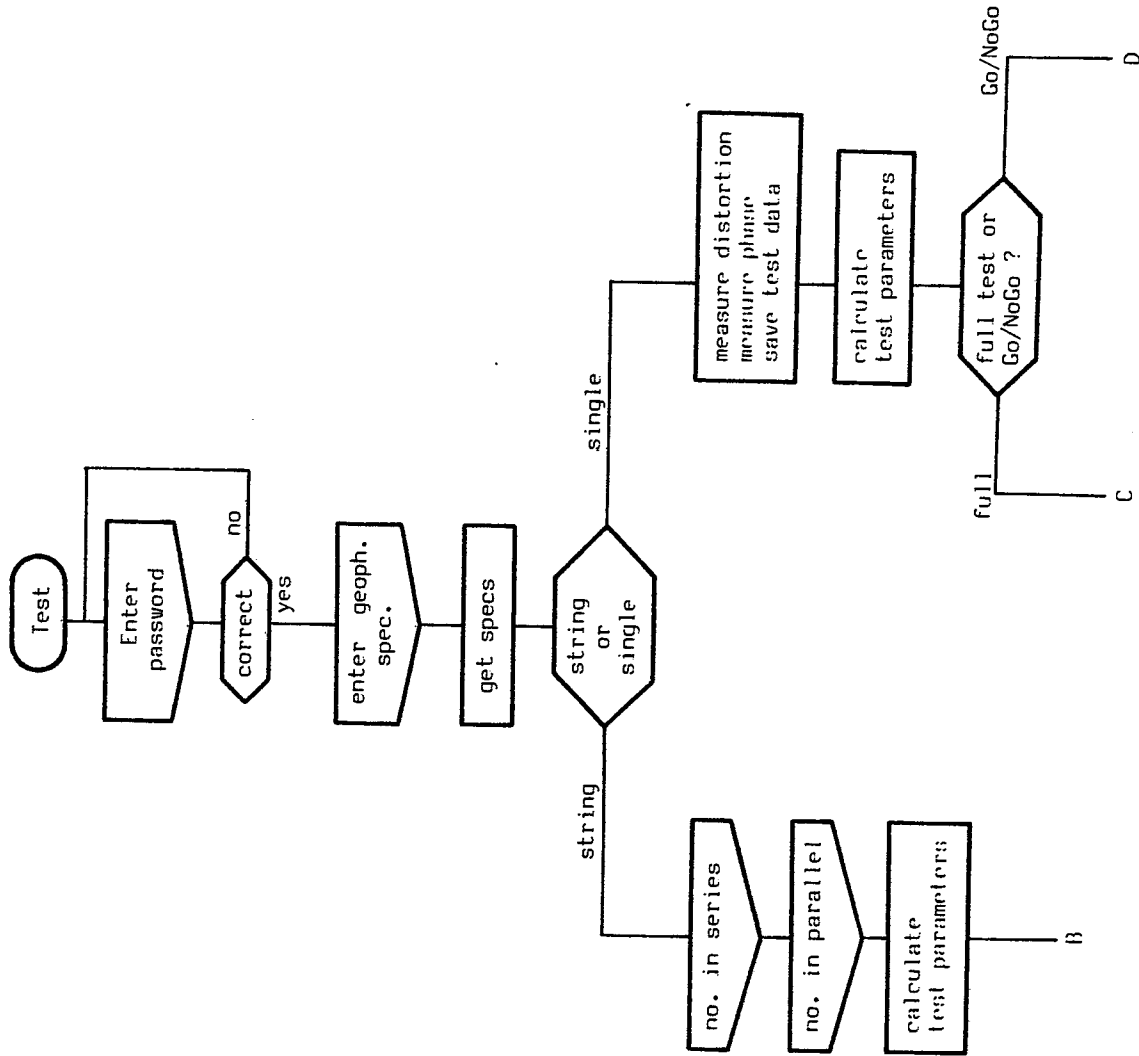 Test
Enter
password
correct
no
yes
enter geoph.
spec.
get specs
string
or
single
string
single
no. in series
no. in parallel
calculate
test parameters
B
measure distortion
measure phase
save test data
calculate
test parameters
full test or
Go/NoGo ?
full
Go/NoGo
C
D